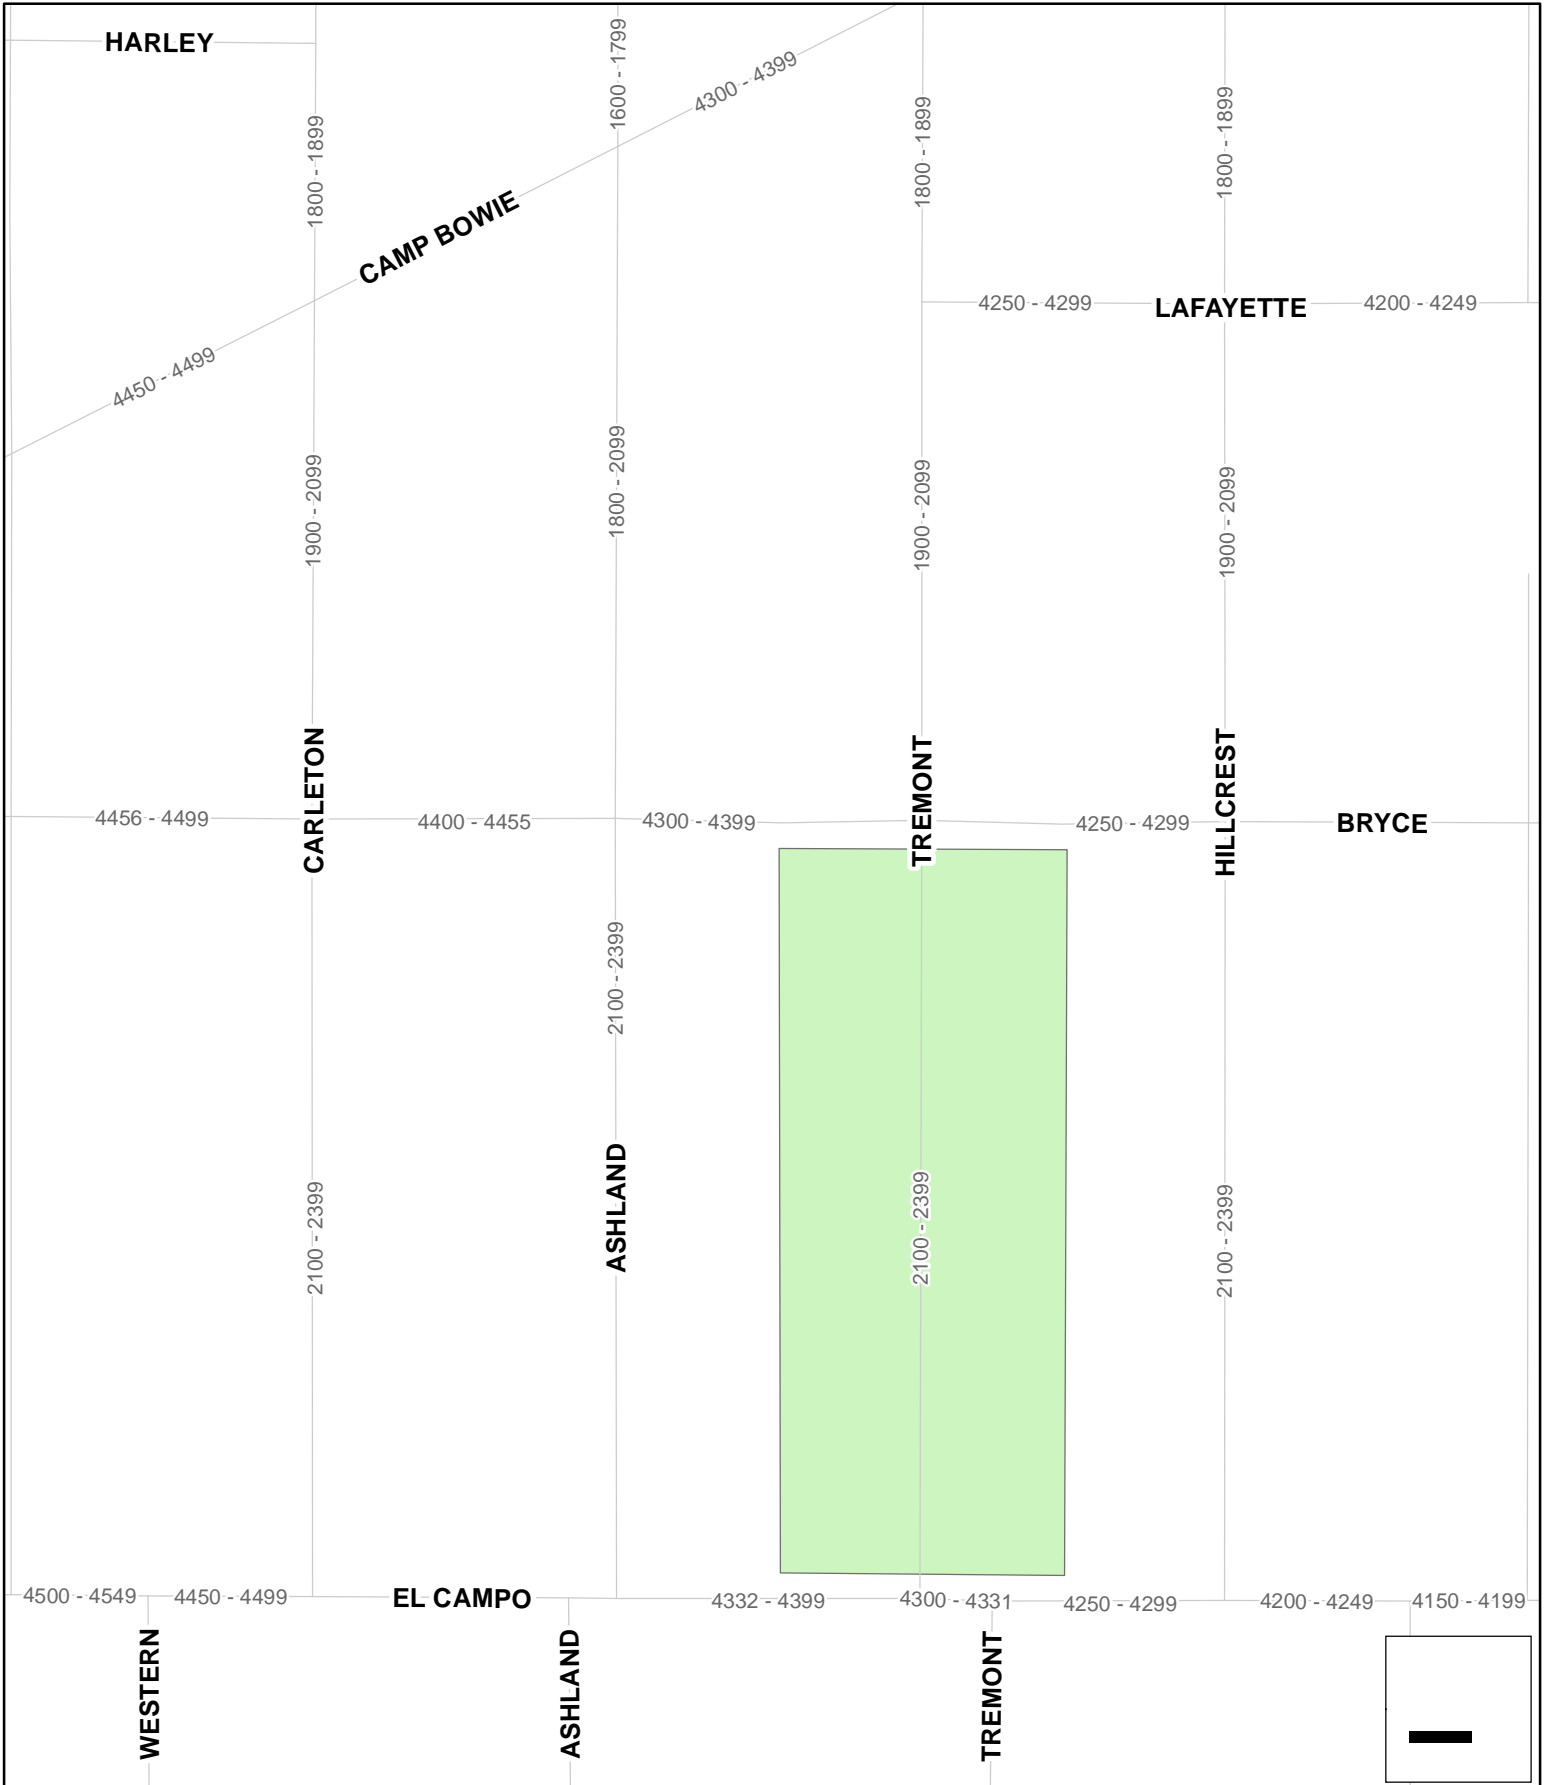 HARLEY
1600 - 1799
4300 - 4399
1800 - 1899
1800 - 1899
1800 - 1899
CAMP BOWIE
4250 - 4299
LAFAYETTE
4200 - 4249
4450 - 4499
1900 - 2099
1800 - 2099
1900 - 2099
1900 - 2099
CARLETON
TREMONT
HILLCREST
4456 - 4499
4400 - 4455
4300 - 4399
4250 - 4299
BRYCE
2100 - 2399
ASHLAND
2100 - 2399
2100 - 2399
2100 - 2399
4500 - 4549
4450 - 4499
EL CAMPO
4332 - 4399
4300 - 4331
4250 - 4299
4200 - 4249
4150 - 4199
WESTERN
ASHLAND
TREMONT